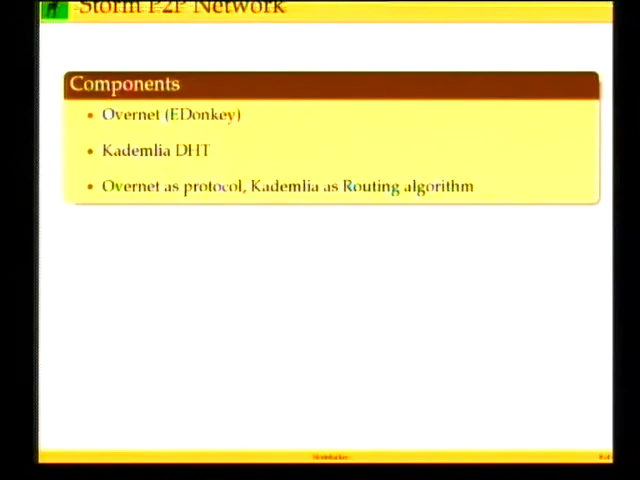 Storm P2P Network
Components
Overnet (EDonkey)
Kademlia DHT
Overnet as protocol, Kademlia as Routing algorithm